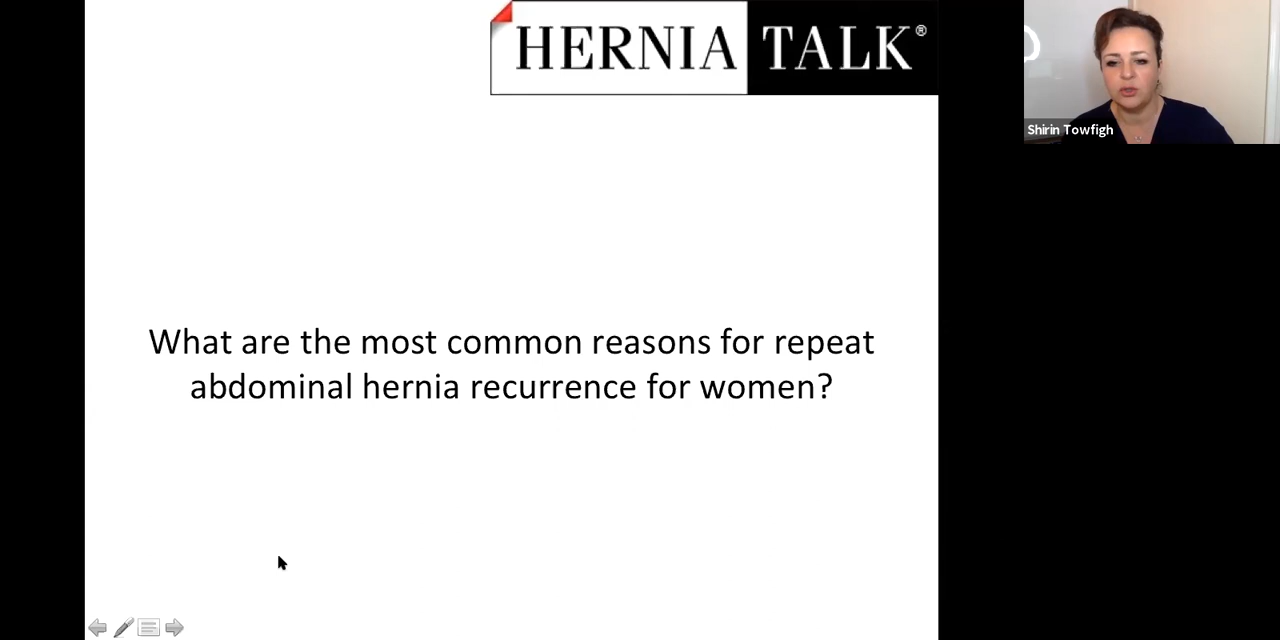 HERNIA TALK®
Shirin Towfigh
What are the most common reasons for repeat
abdominal hernia recurrence for women?